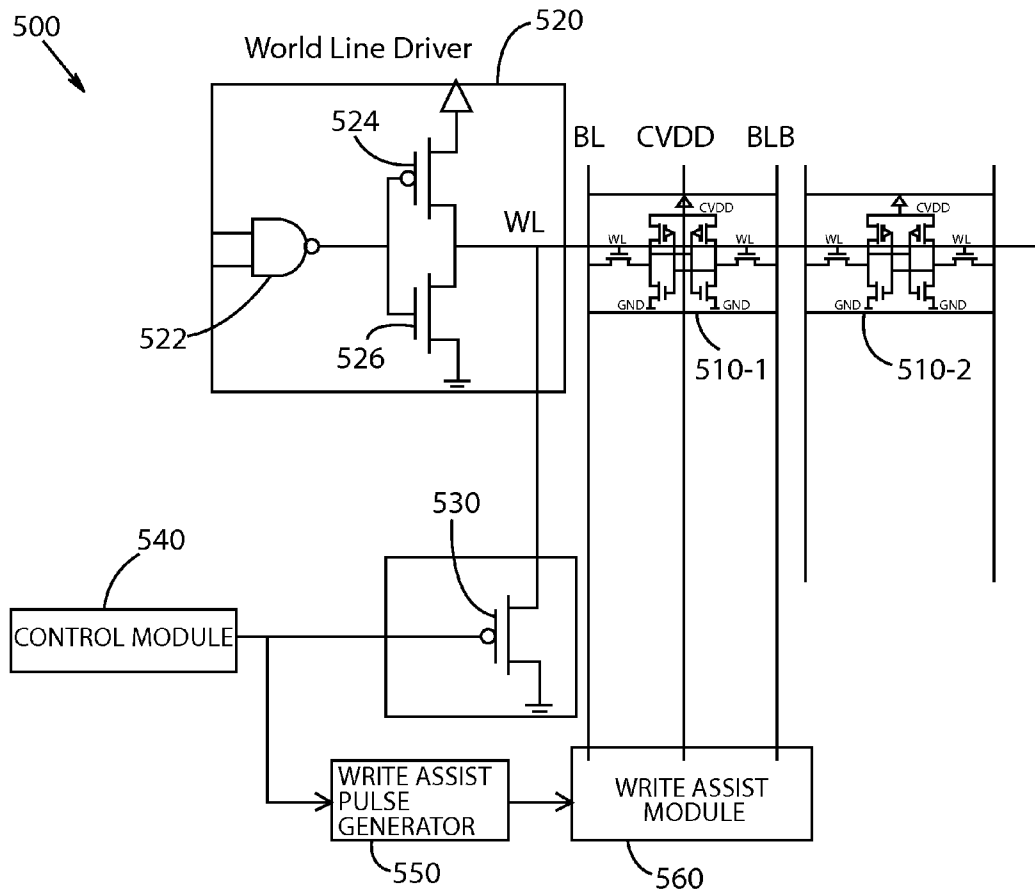 500
520
World Line Driver
524
BL CVDD BLB
WL
CVDD
WL
WL
GND
GND
CVDD
WL
WL
GND
GND
522
526
510-1
510-2
530
540
CONTROL MODULE
WRITE ASSIST
PULSE
GENERATOR
WRITE ASSIST
MODULE
550
560